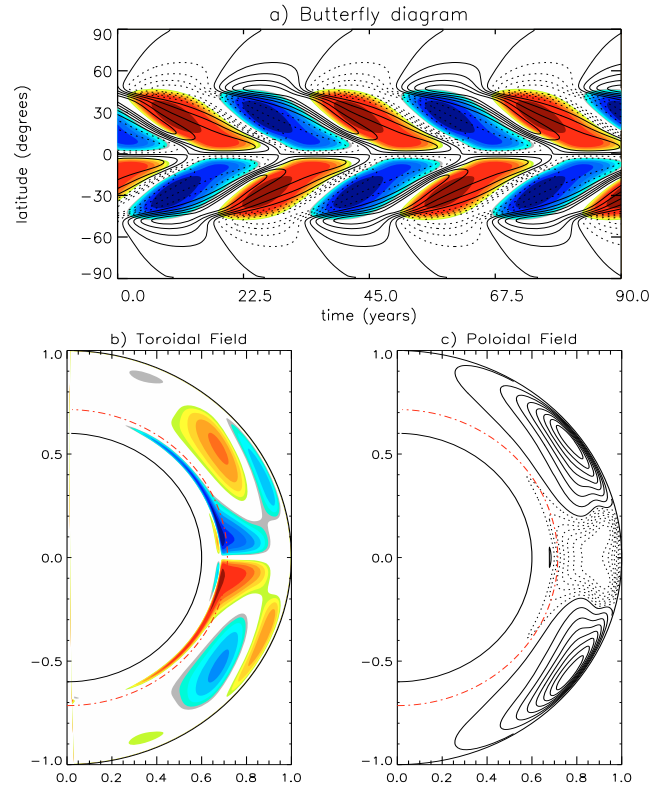 a) Butterfly diagram
90
60
30
0
−30
−60
−90
latitude (degrees)
0.0 22.5 45.0 67.5 90.0
time (years)
b) Toroidal Field
1.0
0.5
0.0
−0.5
−1.0
0.0 0.2 0.4 0.6 0.8 1.0
c) Poloidal Field
1.0
0.5
0.0
−0.5
−1.0
0.0 0.2 0.4 0.6 0.8 1.0